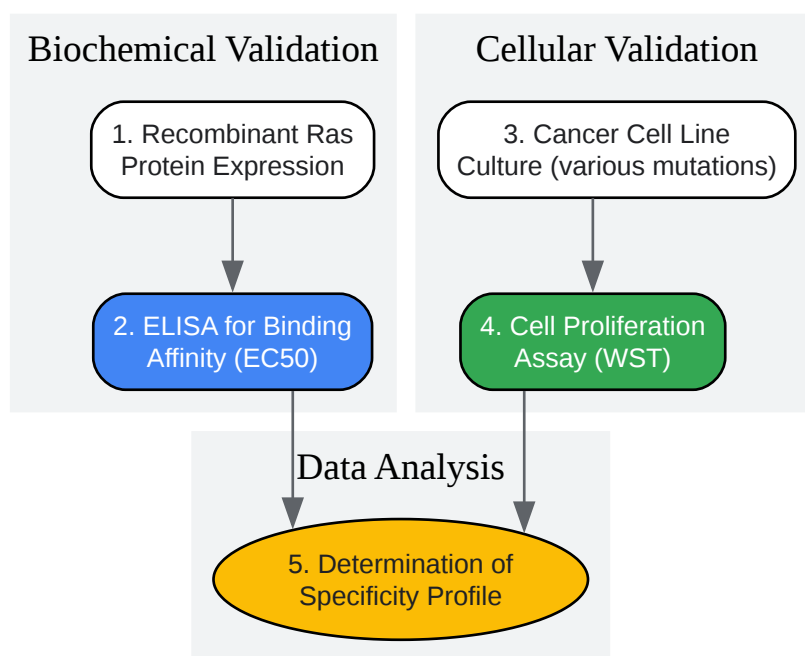 Biochemical Validation
1. Recombinant Ras
Protein Expression
2. ELISA for Binding
Affinity (EC50)
Cellular Validation
3. Cancer Cell Line
Culture (various mutations)
4. Cell Proliferation
Assay (WST)
Data Analysis
5. Determination of
Specificity Profile